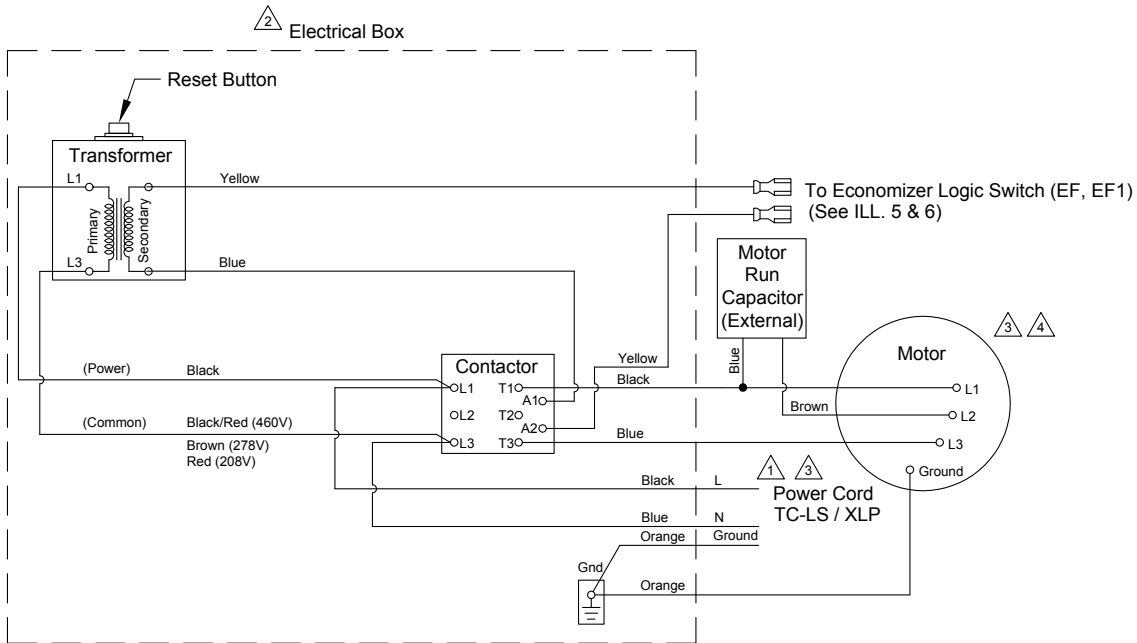 2 Electrical Box
Reset Button
Transformer
L1
Primary
Secondary
L3
Yellow
Blue
To Economizer Logic Switch (EF, EF1)
(See ILL. 5 & 6)
Motor
Run
Capacitor
(External)
Blue
Brown
3 4
Motor
L1
L2
L3
Ground
(Power) Black
(Common) Black/Red (460V)
Brown (278V)
Red (208V)
Contactor
L1 T1
A1
L2 T2
A2
L3 T3
Yellow
Black
Blue
1 3
Black L
Power Cord
TC-LS / XLP
Blue N
Orange Ground
Gnd
Orange